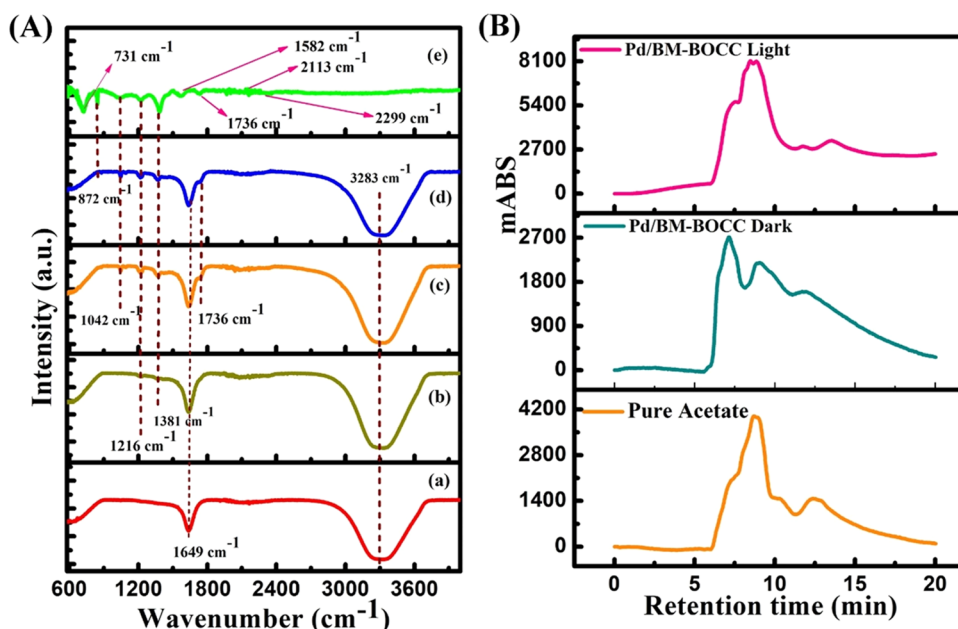 (A)
731 cm-1
1582 cm-1
2113 cm-1
(e)
1736 cm-1
2299 cm-1
3283 cm-1
872 cm-1
(d)
1042 cm-1
1736 cm-1
(c)
1381 cm-1
1216 cm-1
(b)
(a)
1649 cm-1
Intensity (a.u.)
600 1200 1800 2400 3000 3600
Wavenumber (cm-1)
(B)
Pd/BM-BOCC Light
8100
5400
2700
0
Pd/BM-BOCC Dark
2700
1800
900
0
Pure Acetate
4200
2800
1400
0
mABS
0 5 10 15 20
Retention time (min)